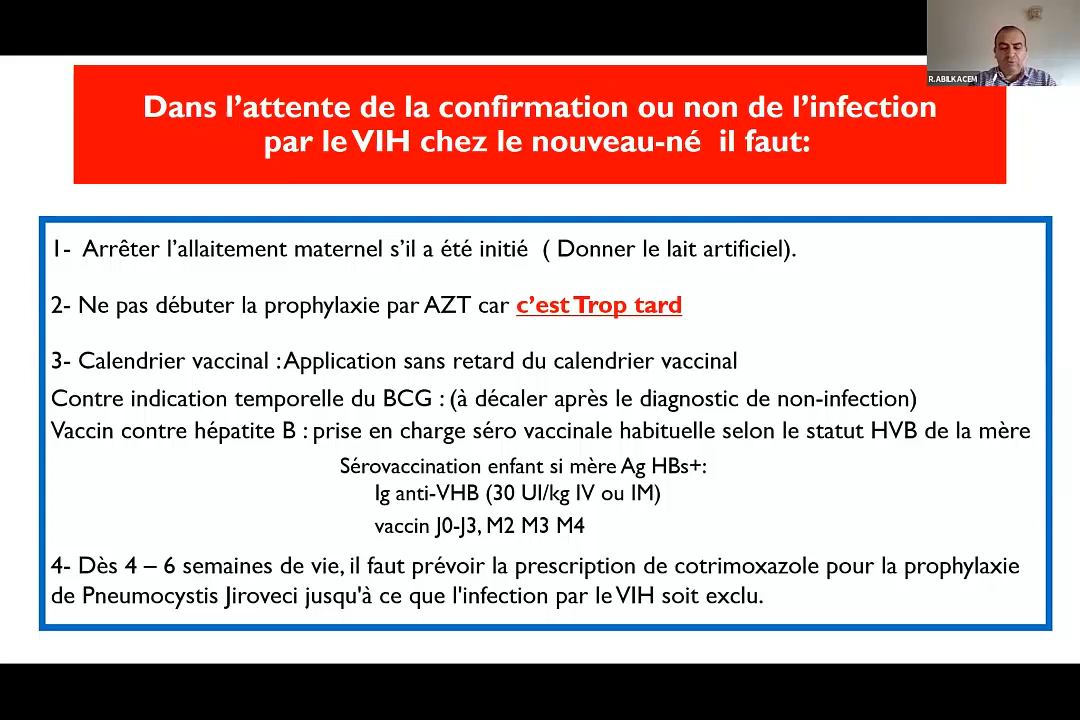 R.ABILKACEM
Dans l'attente de la confirmation ou non de l'infection
par le VIH chez le nouveau-né il faut:
1- Arrêter l'allaitement maternel s'il a été initié ( Donner le lait artificiel).
2- Ne pas débuter la prophylaxie par AZT car c'est Trop tard
3- Calendrier vaccinal : Application sans retard du calendrier vaccinal
Contre indication temporelle du BCG : (à décaler après le diagnostic de non-infection)
Vaccin contre hépatite B : prise en charge séro vaccinale habituelle selon le statut HVB de la mère
Sérovaccination enfant si mère Ag HBs+:
Ig anti-VHB (30 UI/kg IV ou IM)
vaccin J0-J3, M2 M3 M4
4- Dès 4 – 6 semaines de vie, il faut prévoir la prescription de cotrimoxazole pour la prophylaxie
de Pneumocystis Jiroveci jusqu'à ce que l'infection par le VIH soit exclu.